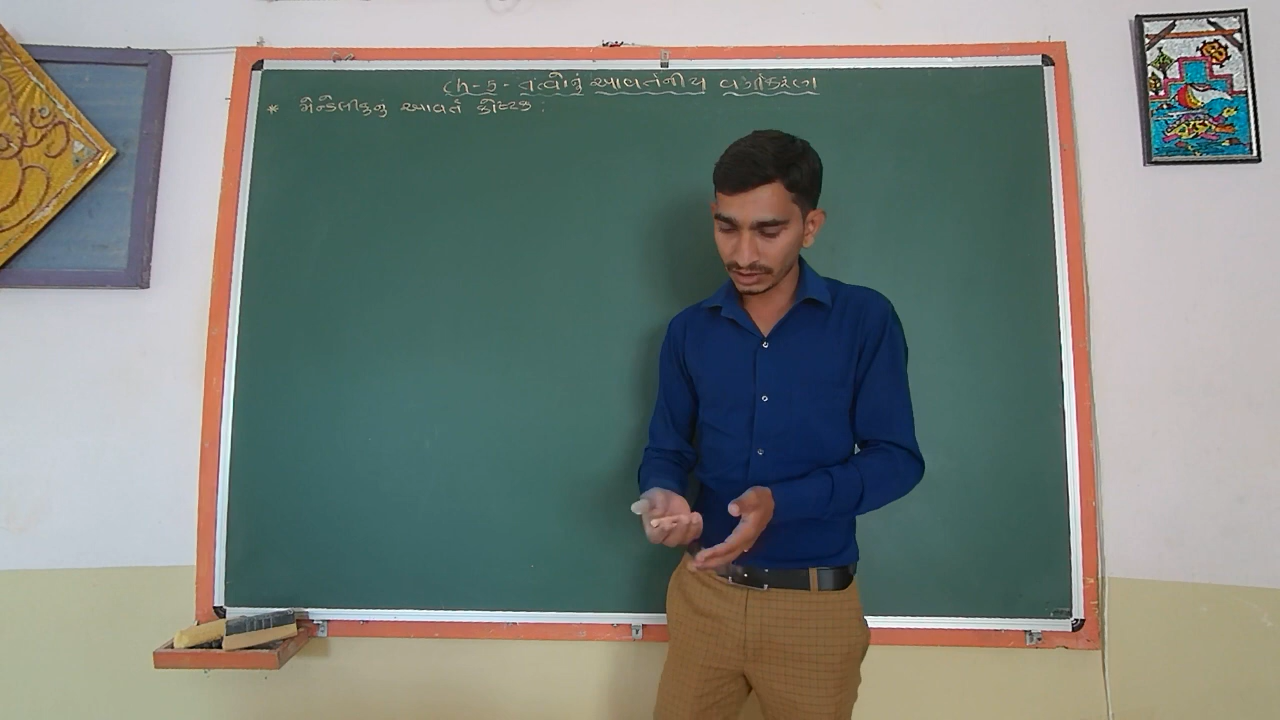 Ch-5- તત્વોનું આવર્તનીય વર્ગીકરણ
* મેન્ડેલીફનુ આવર્ત કોષ્ટક :